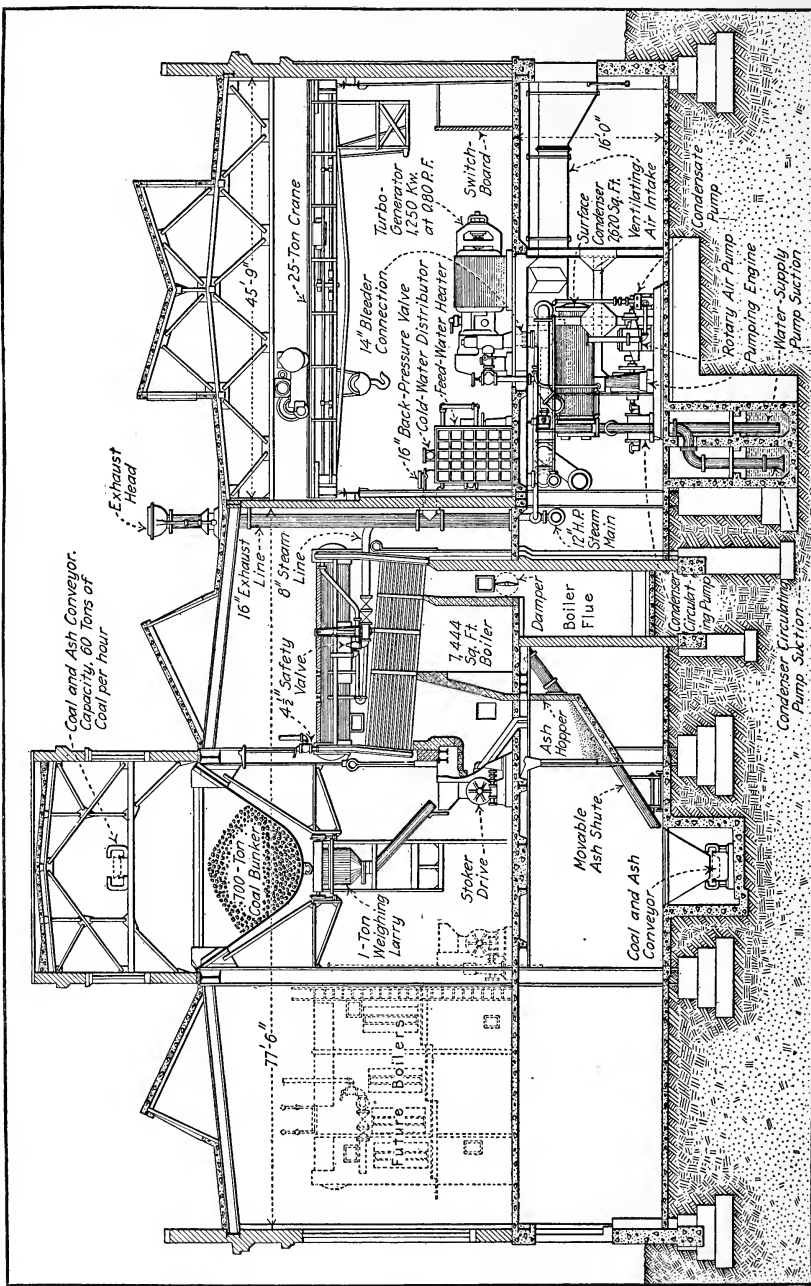 Exhaust
Head
Coal and Ash Conveyor.
Capacity, 60 Tons of
Coal per hour
45'-9"
25-Ton Crane
16" Exhaust
Line
8" Steam
Line
4½" Safety
Valve
14" Bleeder
Connection
16" Back-Pressure Valve
Cold-Water Distributor
Feed-Water Heater
Turbo-
Generator
1250 Kw.
at 0.80 P.F.
Switch-
Board
700-Ton
Coal Bunker
1-Ton
Weighing
Larry
Stoker
Drive
7,444
Sq. Ft.
Boiler
77'-6"
Future Boilers
12" H.P.
Steam
Main
Damper
Boiler
Flue
Ash
Hopper
Movable
Ash Shute
Coal and Ash
Conveyor
16'-0"
Surface
Condenser
7,620 Sq. Ft.
Ventilating
Air Intake
Condensate
Pump
Rotary Air Pump
Pumping Engine
Water-Supply
Pump Suction
Condenser
Circulat-
ing Pump
Condenser Circulating
Pump Suction